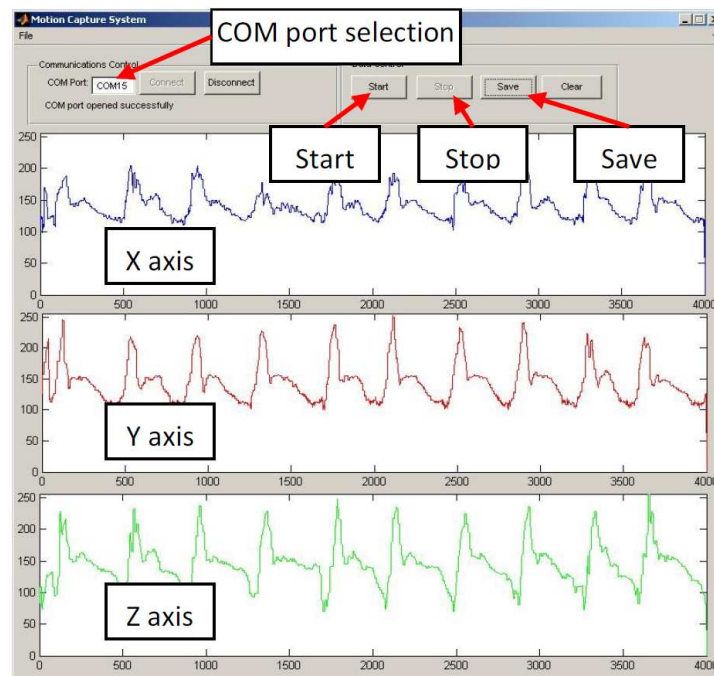 Motion Capture System
File
COM port selection
Communications Control
COM Port: COM15 Connect Disconnect
COM port opened successfully
Start Stop Save Clear
Start Stop Save
250
200
150
100
50
0
X axis
0 500 1000 1500 2000 2500 3000 3500 4000
250
200
150
100
50
0
Y axis
0 500 1000 1500 2000 2500 3000 3500 4000
250
200
150
100
50
0
Z axis
0 500 1000 1500 2000 2500 3000 3500 4000